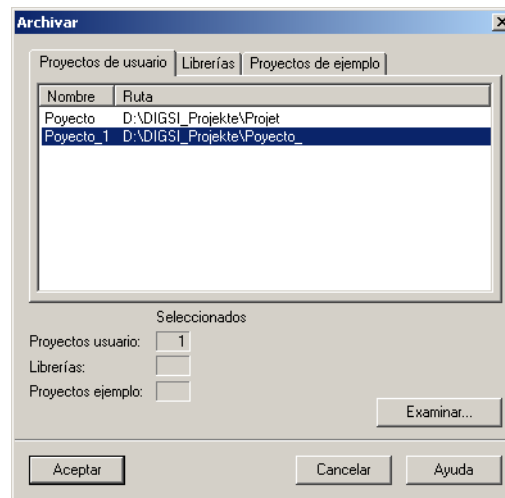 Archivar
Proyectos de usuario Librerías Proyectos de ejemplo
Nombre Ruta
Poyecto D:\DIGSI_Projekte\Projet
Poyecto_1 D:\DIGSI_Projekte\Poyecto_
Seleccionados
Proyectos usuario: 1
Librerías:
Proyectos ejemplo:
Examinar...
Aceptar Cancelar Ayuda